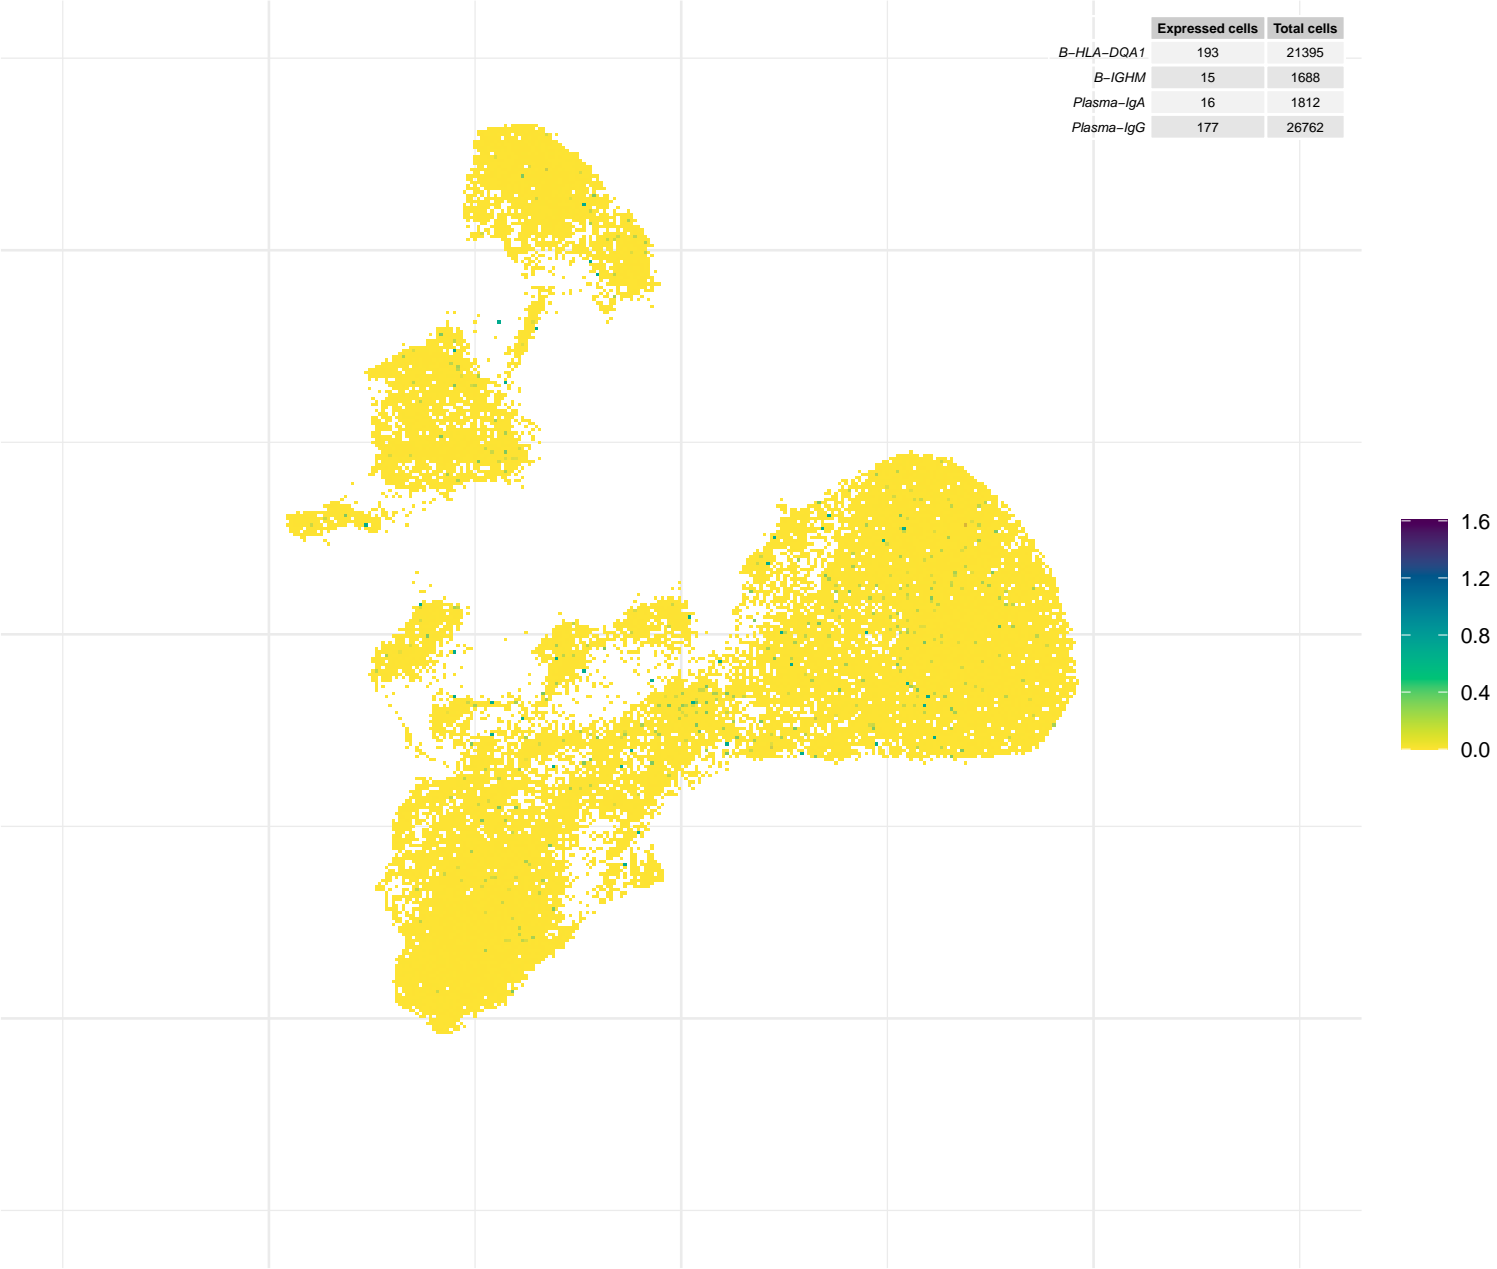 Expressed cells Total cells
B−HLA−DQA1 193 21395
B−IGHM 15 1688
Plasma−IgA 16 1812
Plasma−IgG 177 26762
1.6
1.2
0.8
0.4
0.0